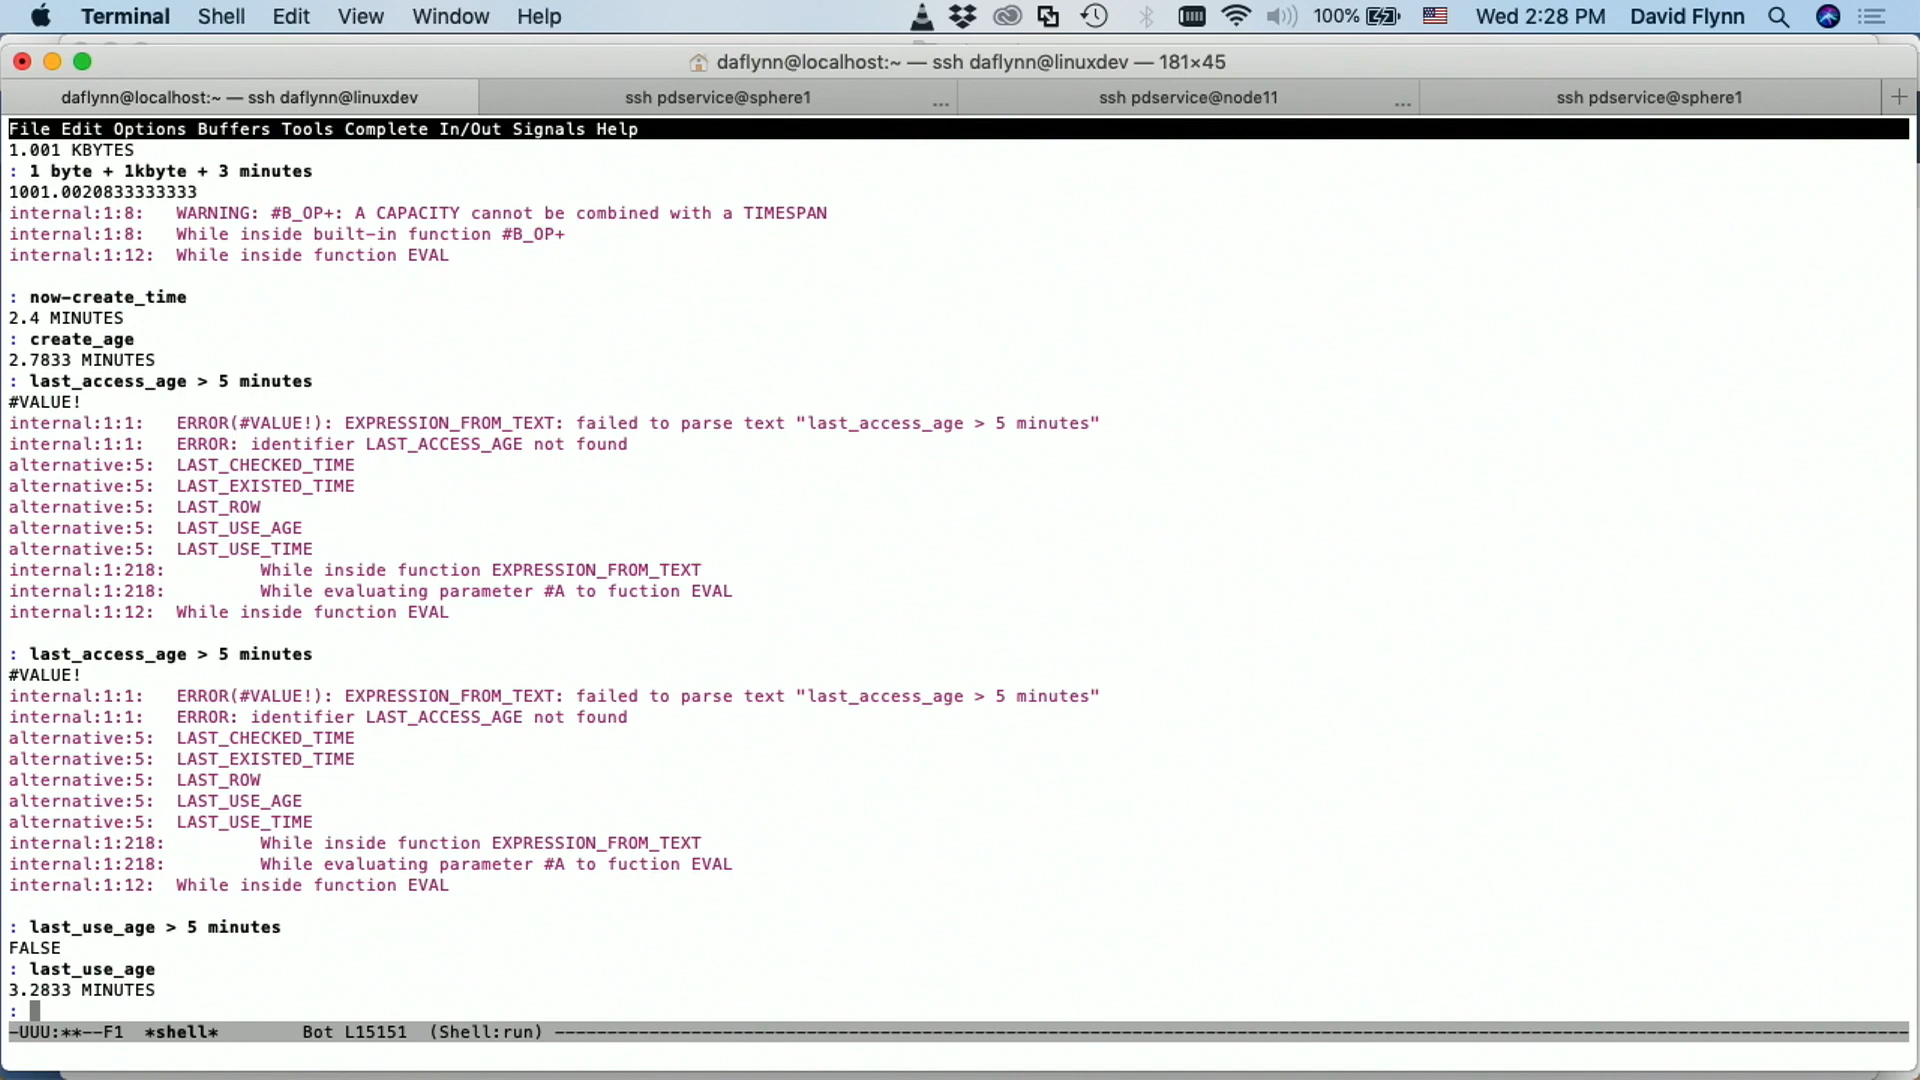 Terminal Shell Edit View Window Help 100% Wed 2:28 PM David Flynn
daflynn@localhost:~ — ssh daflynn@linuxdev — 181×45
daflynn@localhost:~ — ssh daflynn@linuxdev ssh pdservice@sphere1 ... ssh pdservice@node11 ... ssh pdservice@sphere1 +
File Edit Options Buffers Tools Complete In/Out Signals Help
1.001 KBYTES
: 1 byte + 1kbyte + 3 minutes
1001.0020833333333
internal:1:8: WARNING: #B_OP+: A CAPACITY cannot be combined with a TIMESPAN
internal:1:8: While inside built-in function #B_OP+
internal:1:12: While inside function EVAL
: now-create_time
2.4 MINUTES
: create_age
2.7833 MINUTES
: last_access_age > 5 minutes
#VALUE!
internal:1:1: ERROR(#VALUE!): EXPRESSION_FROM_TEXT: failed to parse text "last_access_age > 5 minutes"
internal:1:1: ERROR: identifier LAST_ACCESS_AGE not found
alternative:5: LAST_CHECKED_TIME
alternative:5: LAST_EXISTED_TIME
alternative:5: LAST_ROW
alternative:5: LAST_USE_AGE
alternative:5: LAST_USE_TIME
internal:1:218: While inside function EXPRESSION_FROM_TEXT
internal:1:218: While evaluating parameter #A to fuction EVAL
internal:1:12: While inside function EVAL
: last_access_age > 5 minutes
#VALUE!
internal:1:1: ERROR(#VALUE!): EXPRESSION_FROM_TEXT: failed to parse text "last_access_age > 5 minutes"
internal:1:1: ERROR: identifier LAST_ACCESS_AGE not found
alternative:5: LAST_CHECKED_TIME
alternative:5: LAST_EXISTED_TIME
alternative:5: LAST_ROW
alternative:5: LAST_USE_AGE
alternative:5: LAST_USE_TIME
internal:1:218: While inside function EXPRESSION_FROM_TEXT
internal:1:218: While evaluating parameter #A to fuction EVAL
internal:1:12: While inside function EVAL
: last_use_age > 5 minutes
FALSE
: last_use_age
3.2833 MINUTES
:
-UUU:**--F1 *shell* Bot L15151 (Shell:run) ----------------------------------------------------------------------------------------------------------------------------------